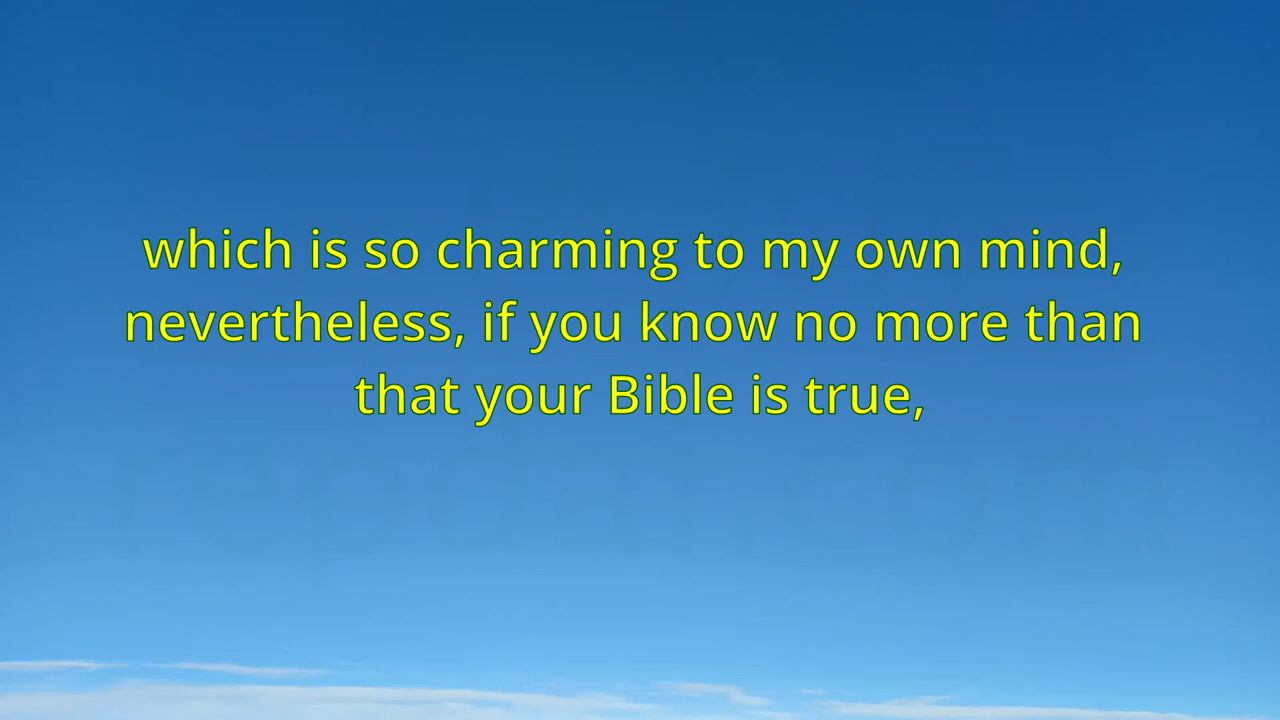 which is so charming to my own mind,
nevertheless, if you know no more than
that your Bible is true,